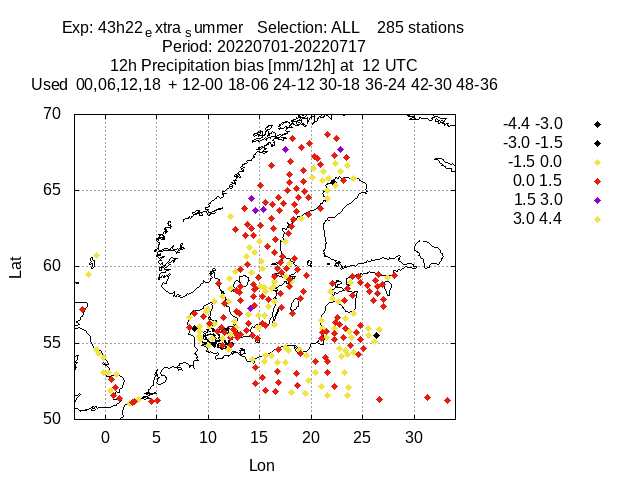 Exp: 43h22 e xtra s ummer Selection: ALL 285 stations
Period: 20220701-20220717
12h Precipitation bias [mm/12h] at 12 UTC
Used 00,06,12,18 + 12-00 18-06 24-12 30-18 36-24 42-30 48-36
70
65
60
55
50
Lat
0 5 10 15 20 25 30
Lon
-4.4 -3.0
-3.0 -1.5
-1.5 0.0
0.0 1.5
1.5 3.0
3.0 4.4